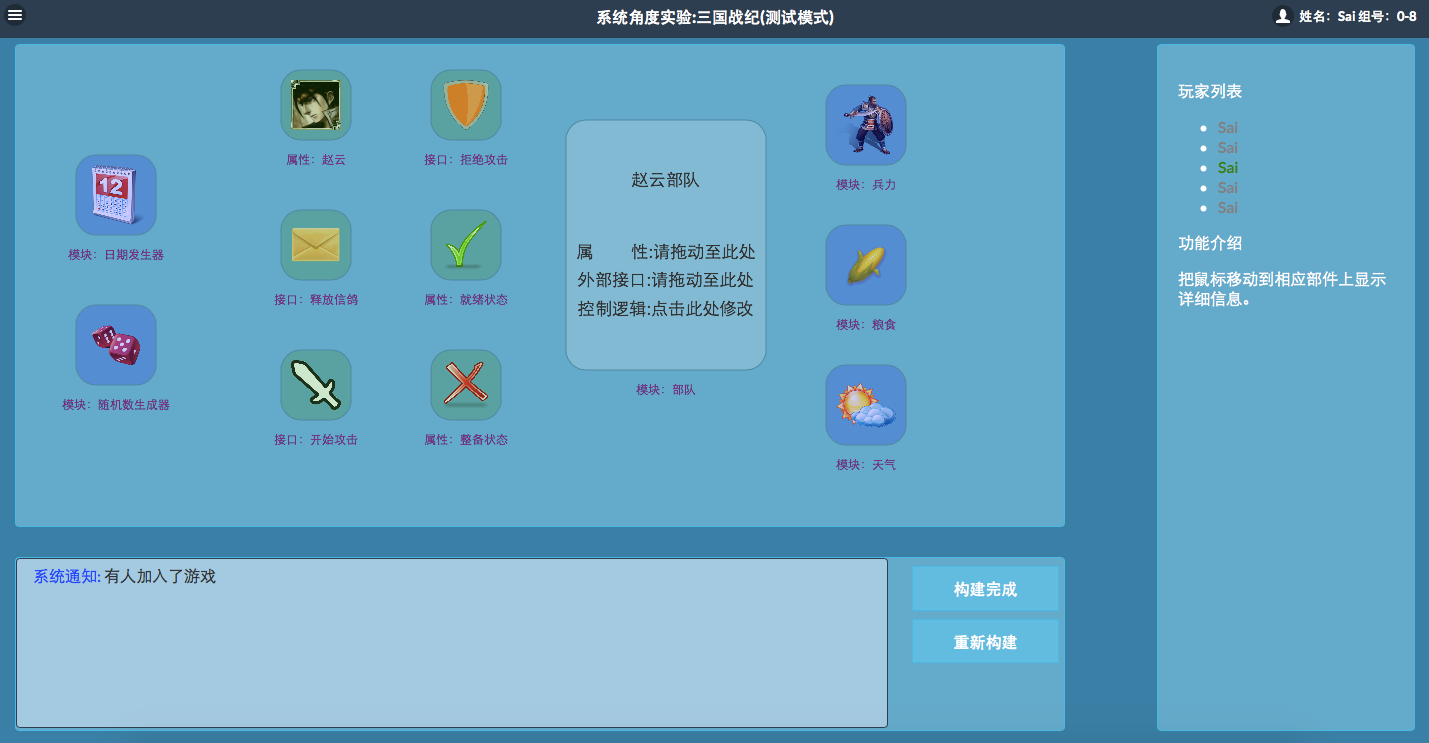 系统角度实验:三国战纪(测试模式)
姓名：Sai 组号：0-8
12
模块：日期发生器
模块：随机数生成器
属性：赵云
接口：拒绝攻击
接口：释放信鸽
属性：就绪状态
接口：开始攻击
属性：整备状态
赵云部队
属 性:请拖动至此处
外部接口:请拖动至此处
控制逻辑:点击此处修改
模块：部队
模块：兵力
模块：粮食
模块：天气
玩家列表
Sai
Sai
Sai
Sai
Sai
功能介绍
把鼠标移动到相应部件上显示
详细信息。
系统通知: 有人加入了游戏
构建完成
重新构建